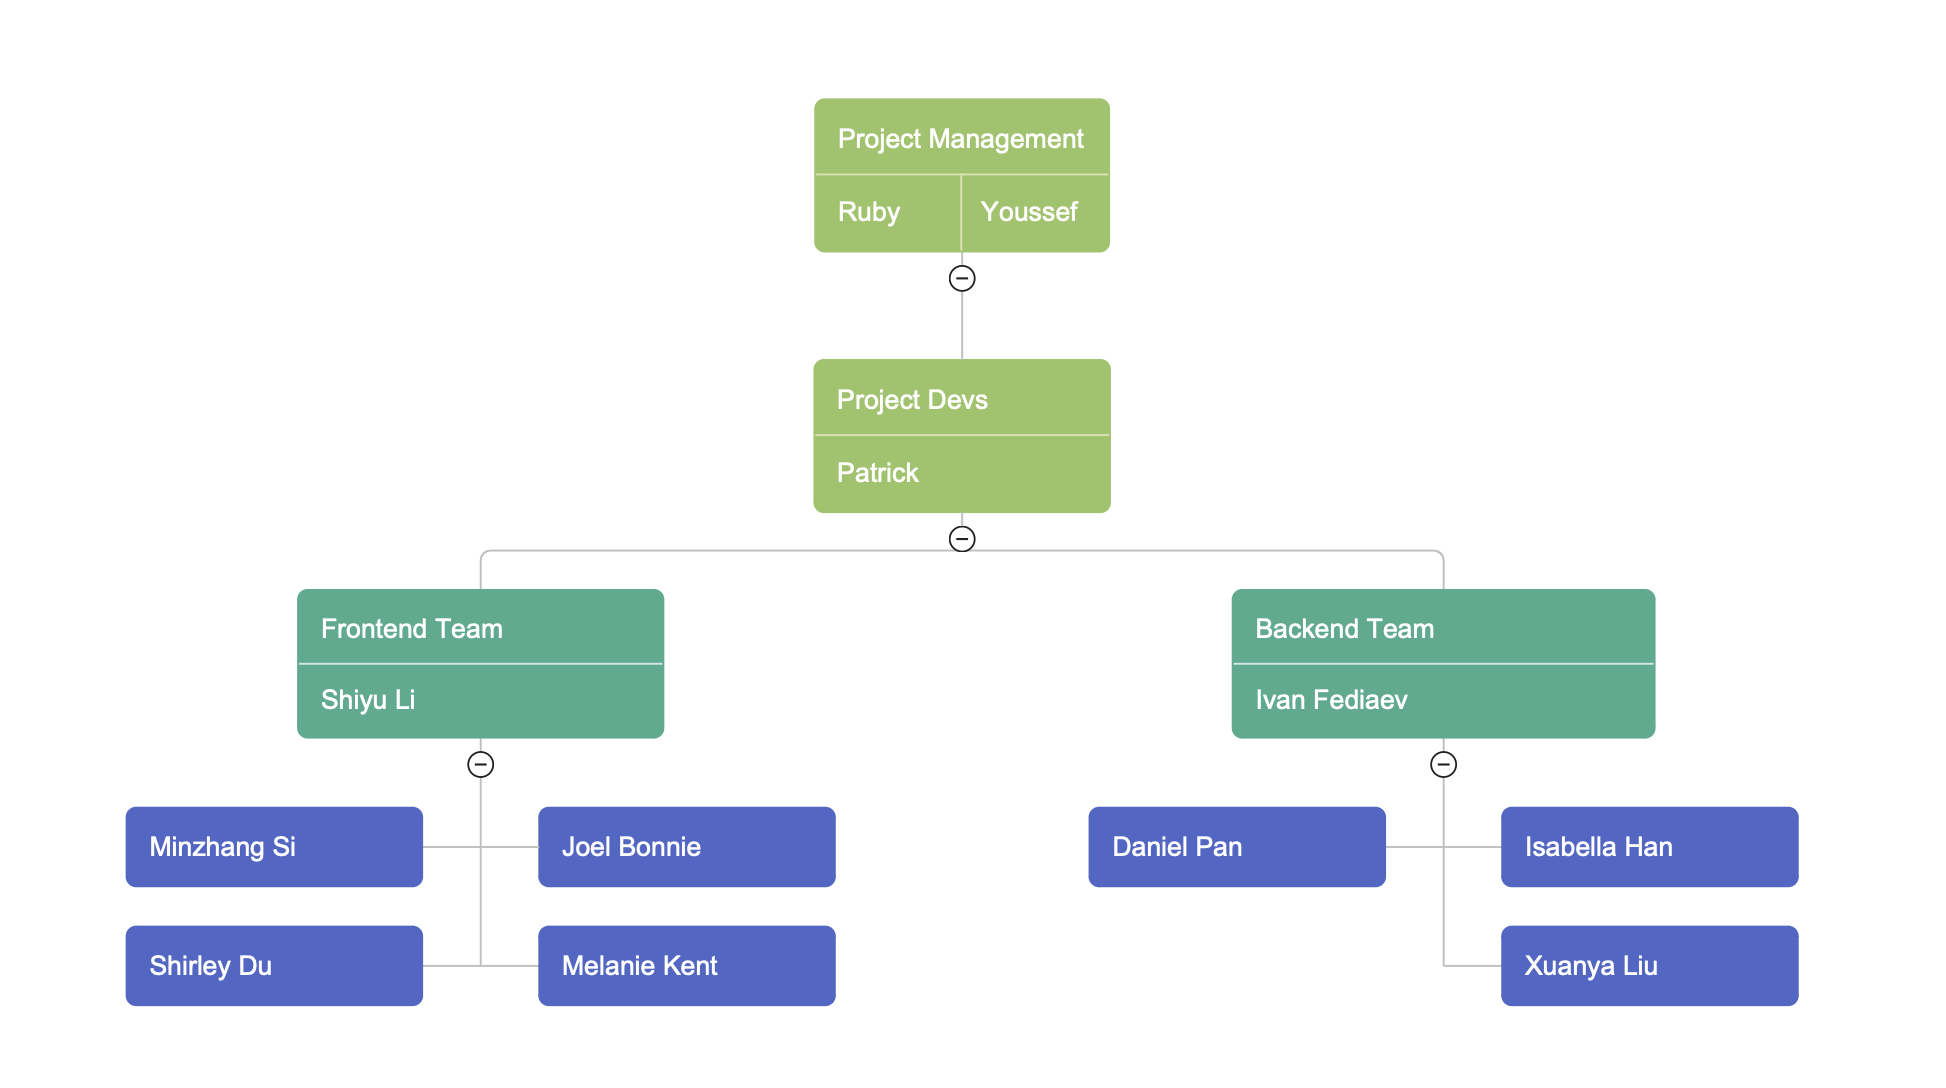 Project Management
Ruby
Youssef
Project Devs
Patrick
Frontend Team
Shiyu Li
Backend Team
Ivan Fediaev
Minzhang Si
Joel Bonnie
Shirley Du
Melanie Kent
Daniel Pan
Isabella Han
Xuanya Liu